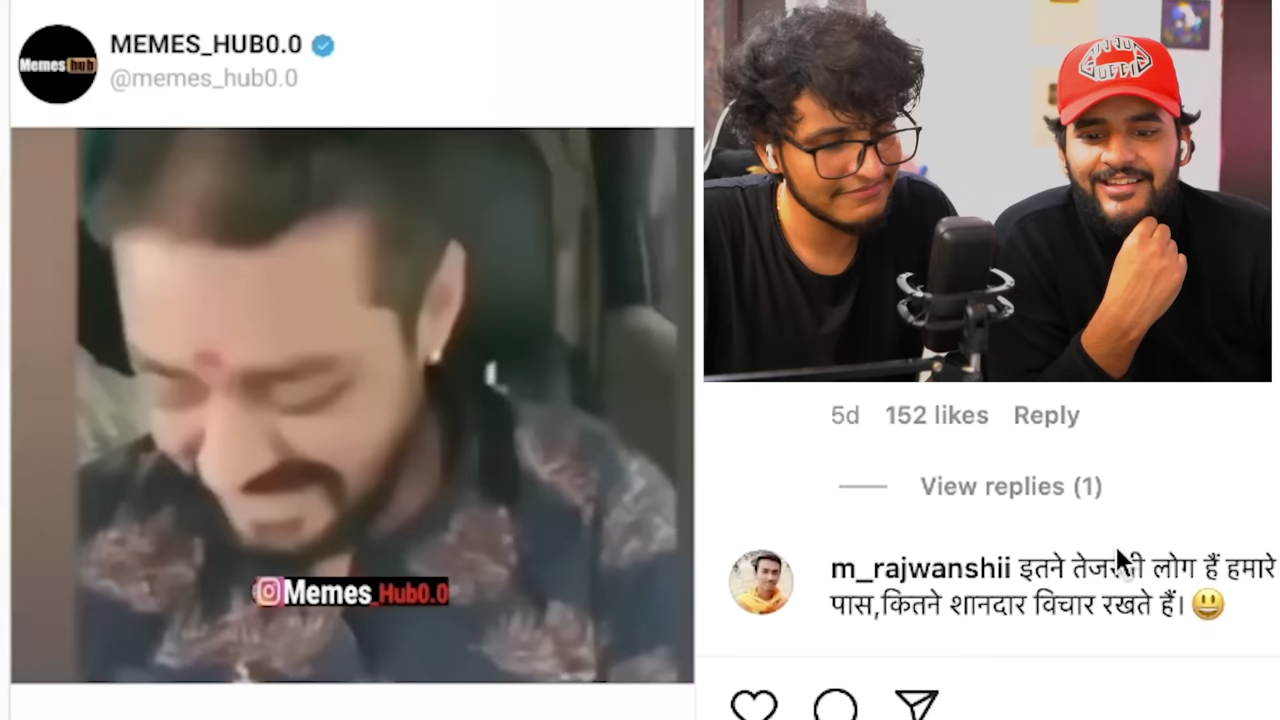 MEMES_HUB0.0
@memes_hub0.0
Memes hub
Memes_Hub0.0
GUCCI
5d 152 likes Reply
View replies (1)
m_rajwanshii इतने लोग हैं हमारे
पास,कितने शानदार विचार रखते हैं। 😃